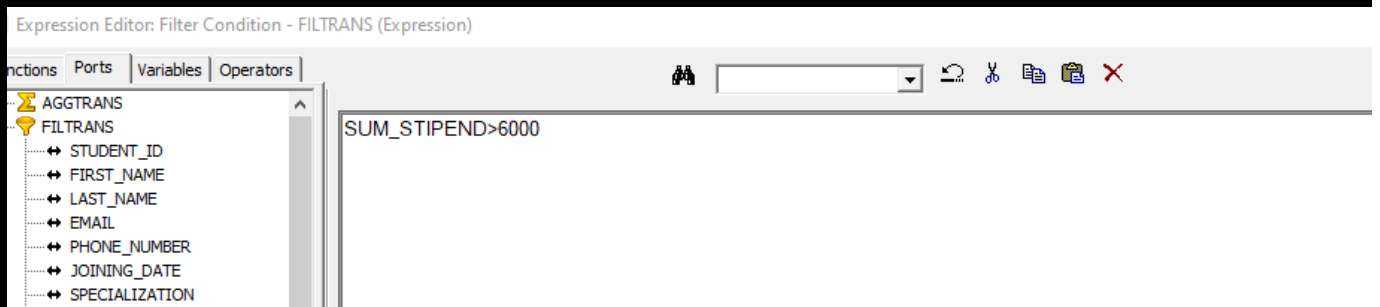 Expression Editor: Filter Condition - FILTRANS (Expression)
nctions Ports Variables Operators
AGGTRANS
FILTRANS
STUDENT_ID
FIRST_NAME
LAST_NAME
EMAIL
PHONE_NUMBER
JOINING_DATE
SPECIALIZATION
SUM_STIPEND>6000